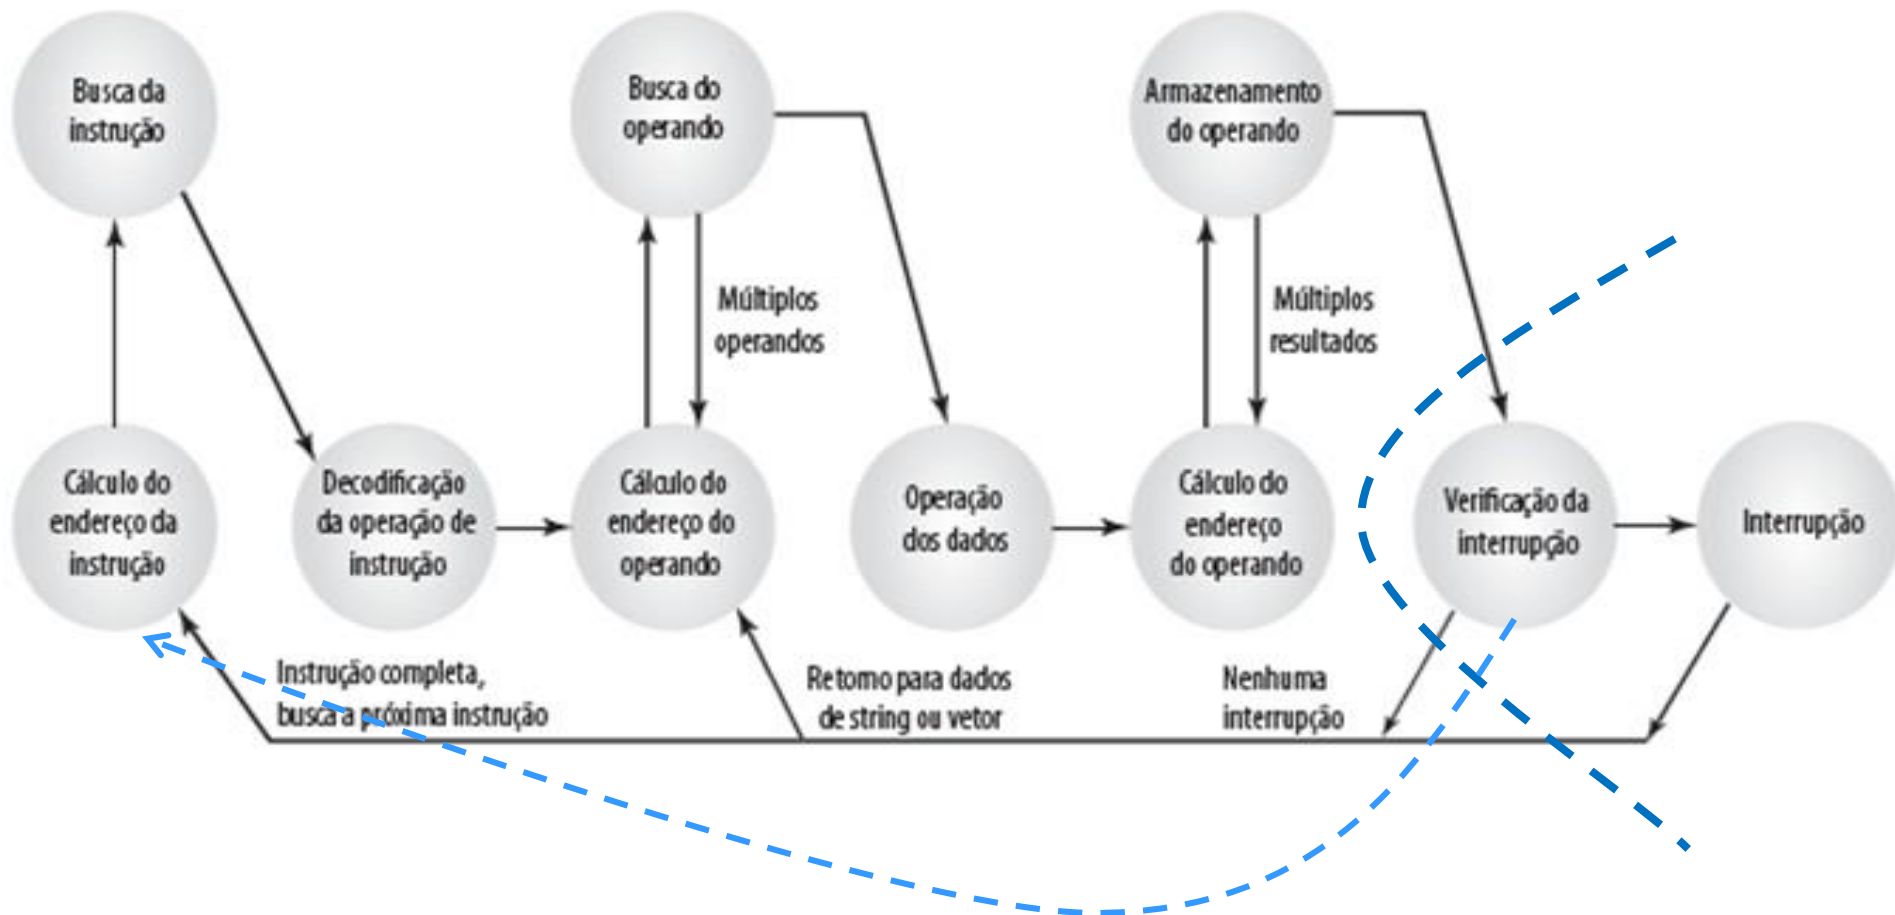 Busca da
instrução
Busca do
operando
Armazenamento
do operando
Múltiplos
operandos
Múltiplos
resultados
Cálculo do
endereço da
instrução
Decodificação
da operação de
instrução
Cálculo do
endereço do
operando
Operação
dos dados
Cálculo do
endereço
do operando
Verificação da
interrupção
Interrupção
Instrução completa,
busca a próxima instrução
Retorno para dados
de string ou vetor
Nenhuma
interrupção